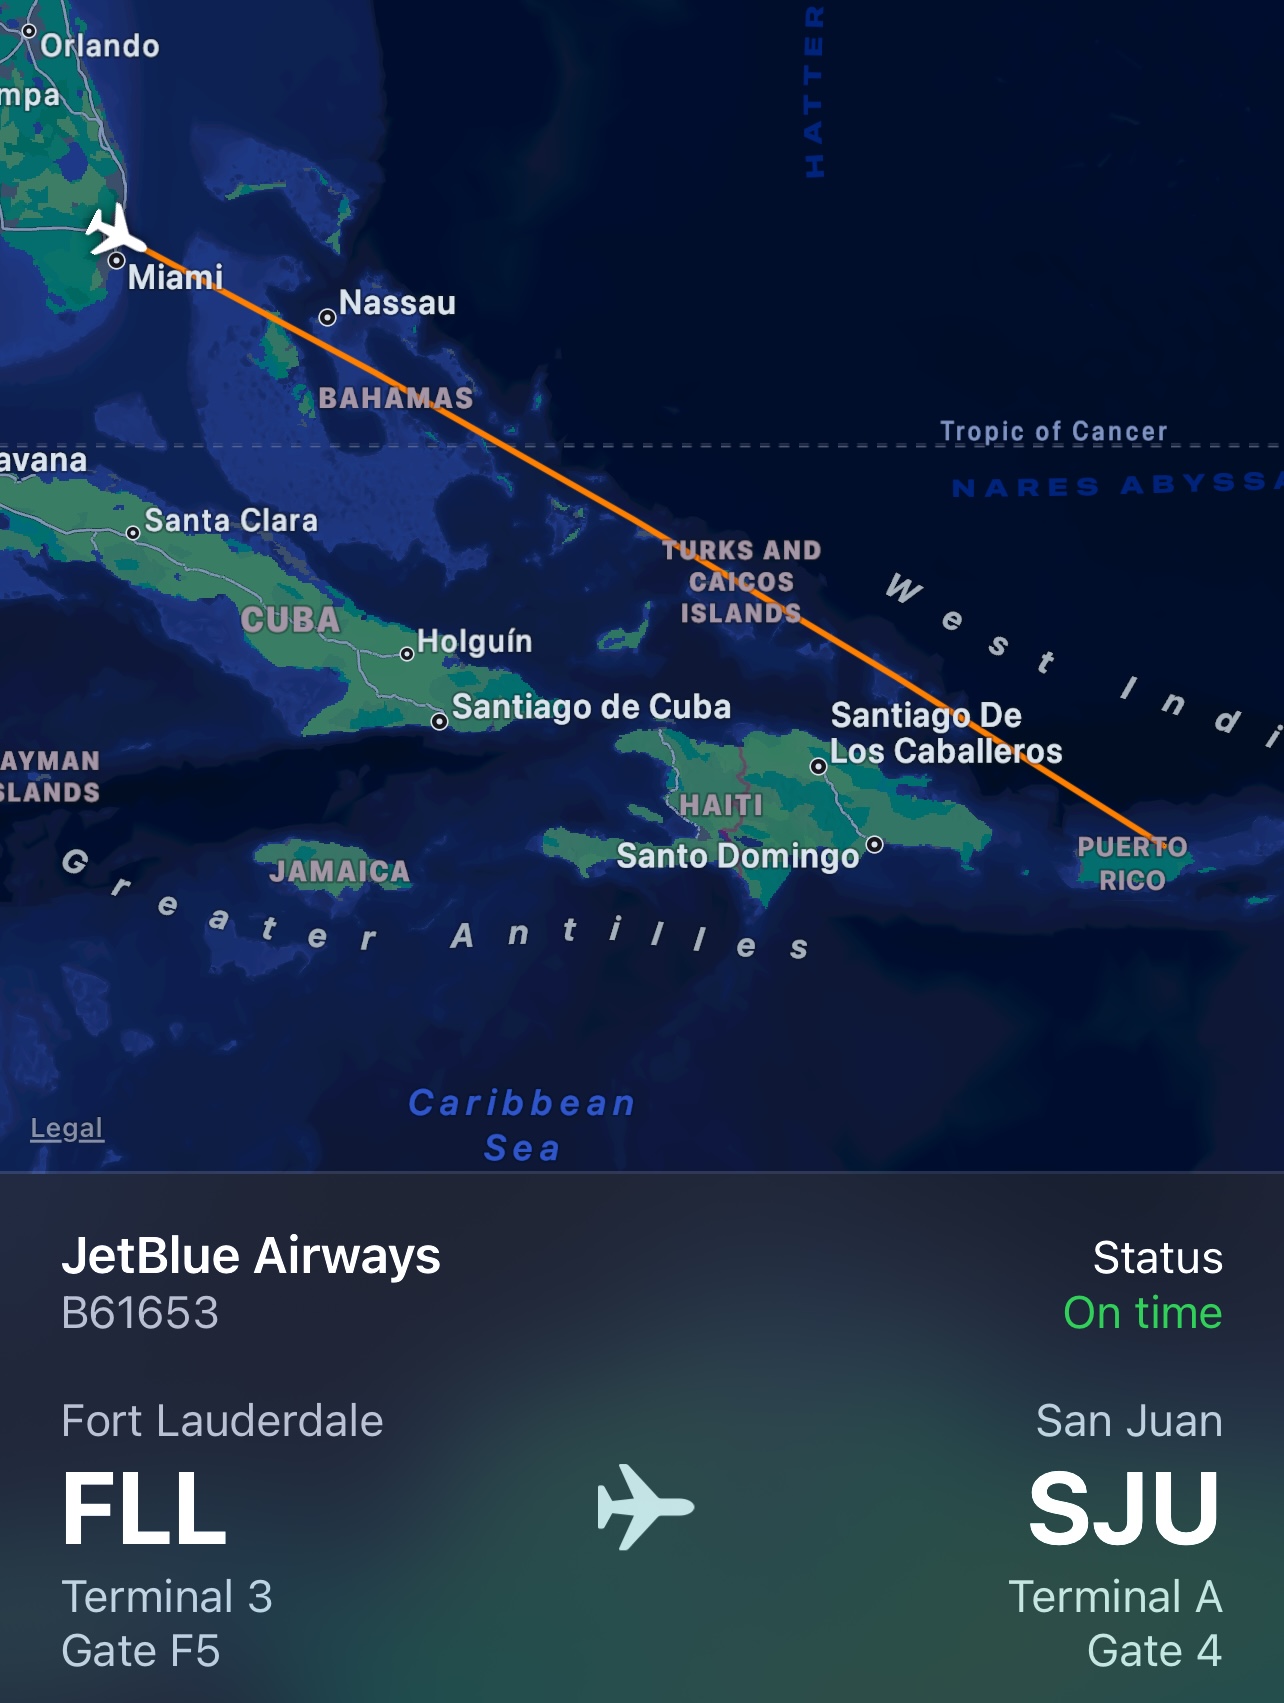 Orlando
mpa
HATTER
Miami
Nassau
BAHAMAS
Tropic of Cancer
avana
NARES ABYSSA
Santa Clara
TURKS AND
CAICOS
ISLANDS
West Indi
CUBA
Holguín
Santiago de Cuba
Santiago De
Los Caballeros
AYMAN
SLANDS
HAITI
Santo Domingo
PUERTO
RICO
JAMAICA
Greater Antilles
Caribbean
Sea
Legal
JetBlue Airways
Status
B61653
On time
Fort Lauderdale
San Juan
FLL
SJU
Terminal 3
Terminal A
Gate F5
Gate 4